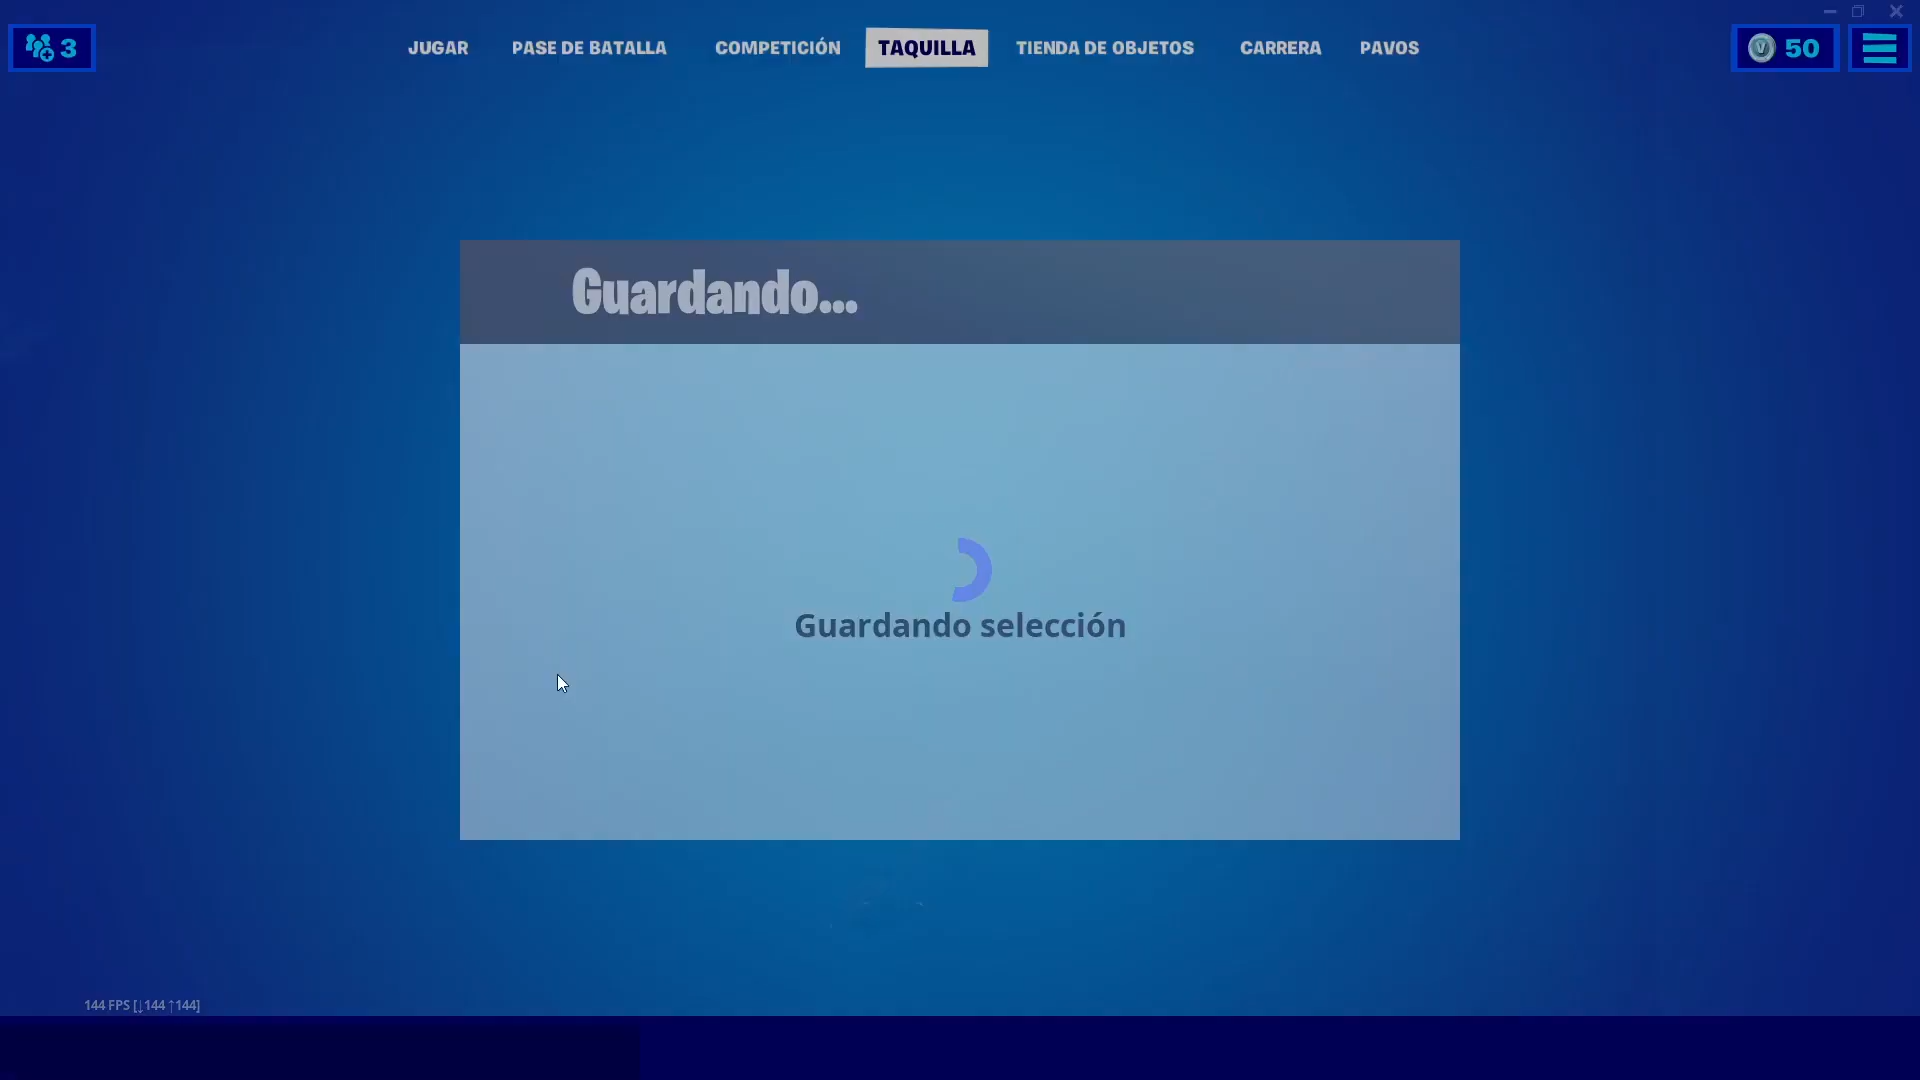 3
JUGAR
PASE DE BATALLA
COMPETICIÓN
TAQUILLA
TIENDA DE OBJETOS
CARRERA
PAVOS
V 50
Guardando...
Guardando selección
144 FPS [↓144 ↑144]